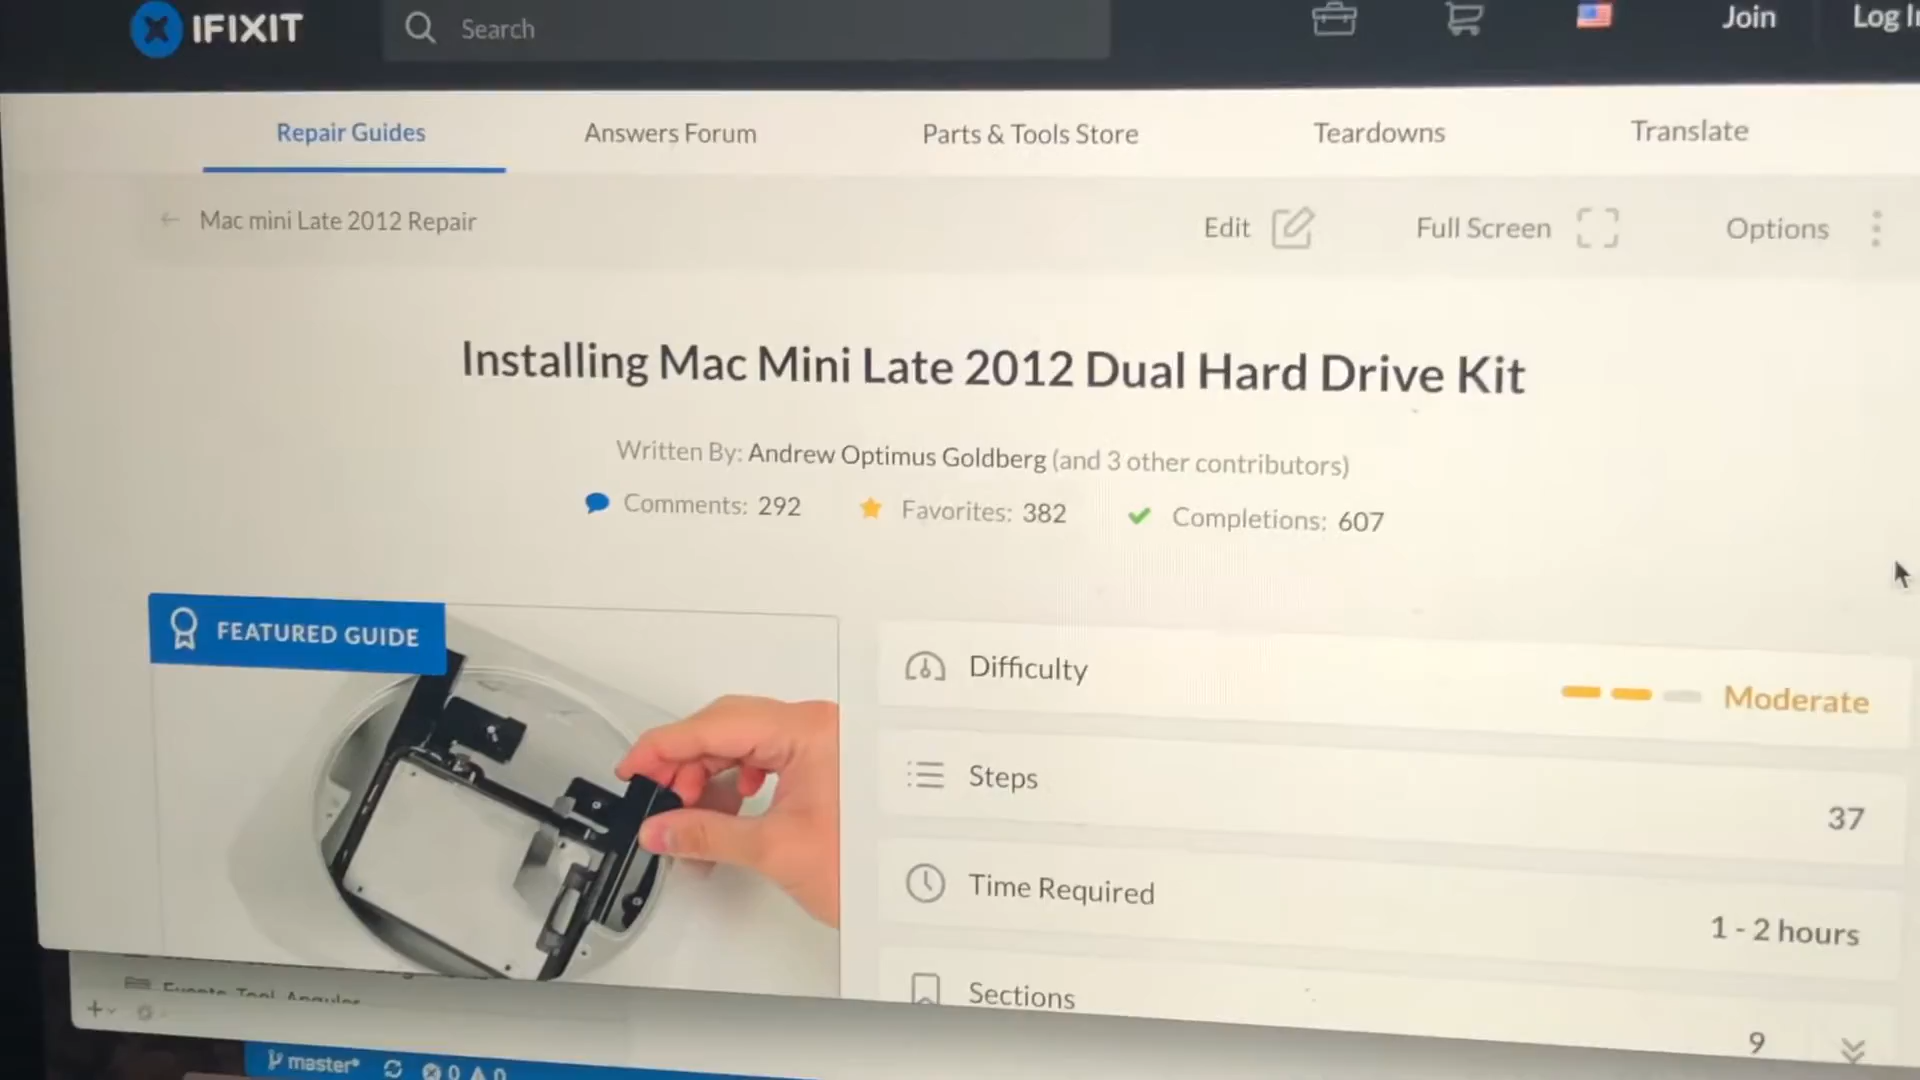 IFIXIT
Search
Join
Log In
Repair Guides
Answers Forum
Parts & Tools Store
Teardowns
Translate
Mac mini Late 2012 Repair
Edit
Full Screen
Options
Installing Mac Mini Late 2012 Dual Hard Drive Kit
Written By: Andrew Optimus Goldberg (and 3 other contributors)
Comments: 292
Favorites: 382
Completions: 607
FEATURED GUIDE
Difficulty
Moderate
Steps
37
Time Required
1 - 2 hours
Sections
9
master*
0
0